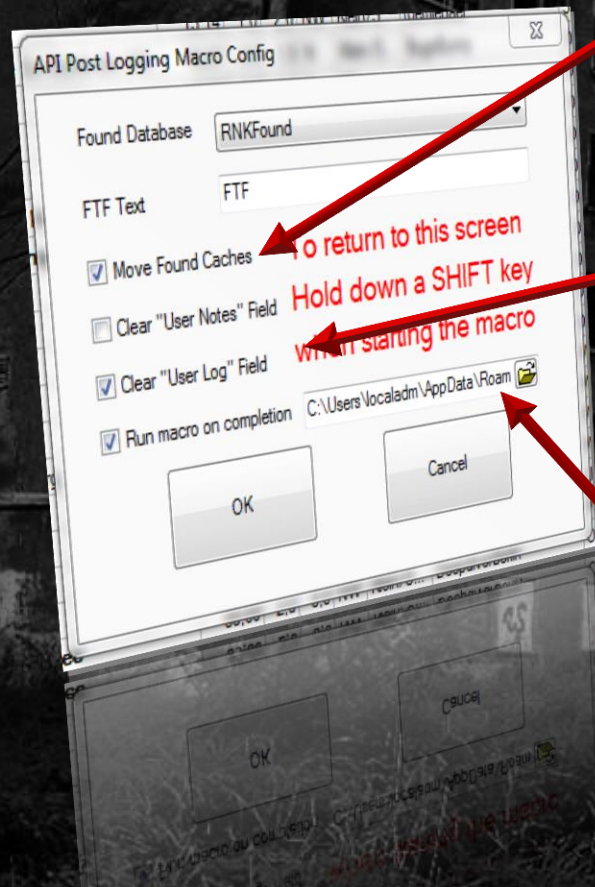 API Post Logging Macro Config
Found Database RNKFound
FTF Text FTF
Move Found Caches
To return to this screen
Clear "User Notes" Field
Hold down a SHIFT key
Clear "User Log" Field
when starting the macro
Run macro on completion C:\Users\localadm\AppData\Roam
OK
Cancel